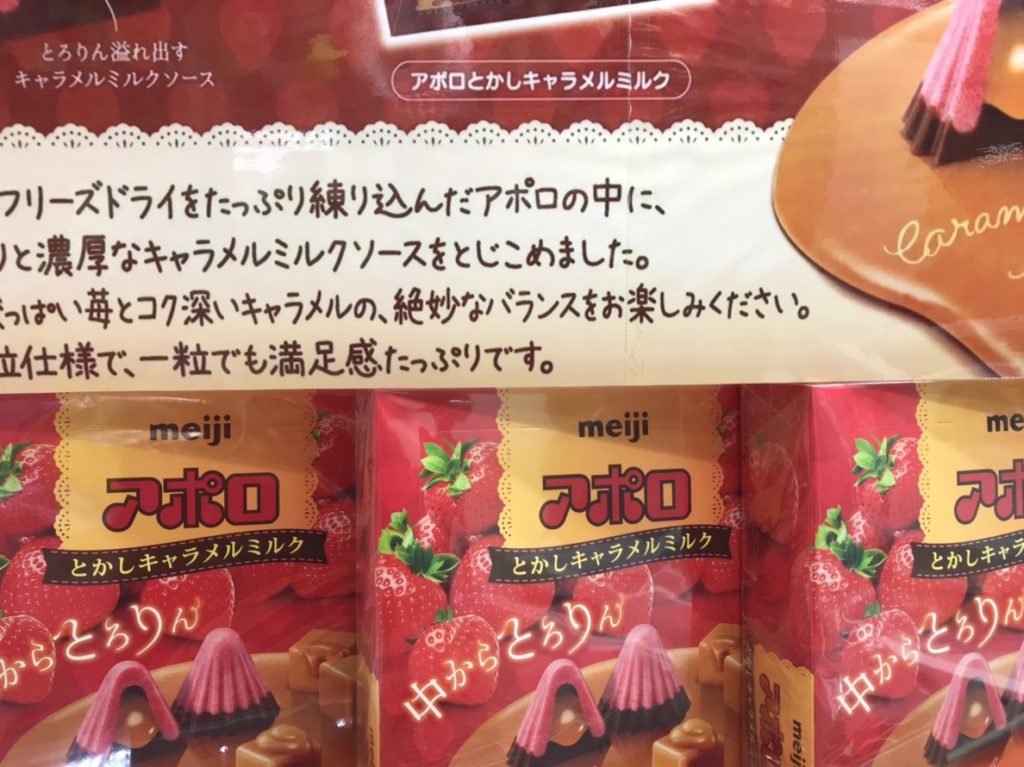 とろりん溢れ出す
キャラメルミルクソース
アポロとかしキャラメルミルク
フリーズドライをたっぷり練り込んだアポロの中に、
りと濃厚なキャラメルミルクソースをとじこめました。
っぱい苺とコク深いキャラメルの、絶妙なバランスをお楽しみください。
粒仕様で、一粒でも満足感たっぷりです。
Caram
meiji
アポロ
とかしキャラメルミルク
中からとろりん
meiji
アポロ
とかしキャラメルミルク
中からとろりん
me
アポロ
とかしキャラ
中からとろりん
アポロ
meiji